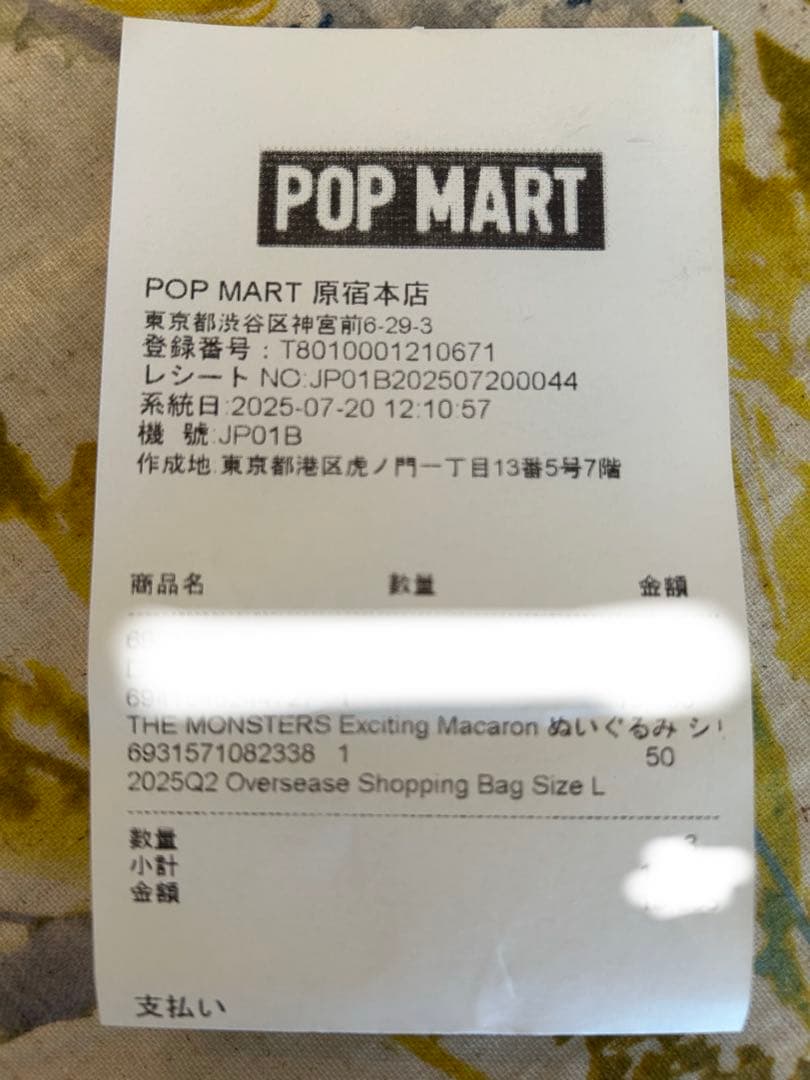 POP MART
POP MART 原宿本店
東京都渋谷区神宮前6-29-3
登録番号：T8010001210671
レシート NO:JP01B202507200044
系統日:2025-07-20 12:10:57
機 號:JP01B
作成地:東京都港区虎ノ門一丁目13番5号7階
商品名 數量 金額
THE MONSTERS Exciting Macaron ぬいぐるみ シ
6931571082338 1 50
2025Q2 Oversease Shopping Bag Size L
數量
小計
金額
支払い